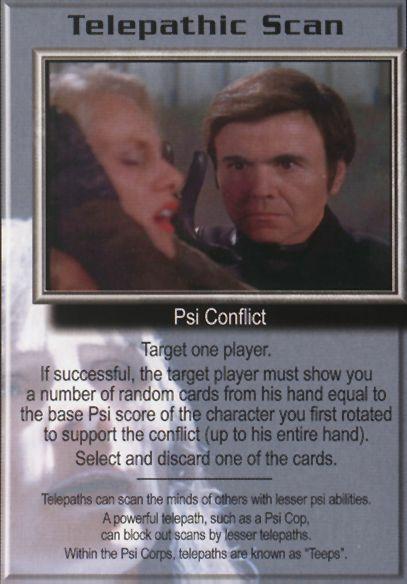 Telepathic Scan
Psi Conflict
Target one player.
If successful, the target player must show you
a number of random cards from his hand equal to
the base Psi score of the character you first rotated
to support the conflict (up to his entire hand).
Select and discard one of the cards.
Telepaths can scan the minds of others with lesser psi abilities.
A powerful telepath, such as a Psi Cop,
can block out scans by lesser telepaths.
Within the Psi Corps, telepaths are known as "Teeps".